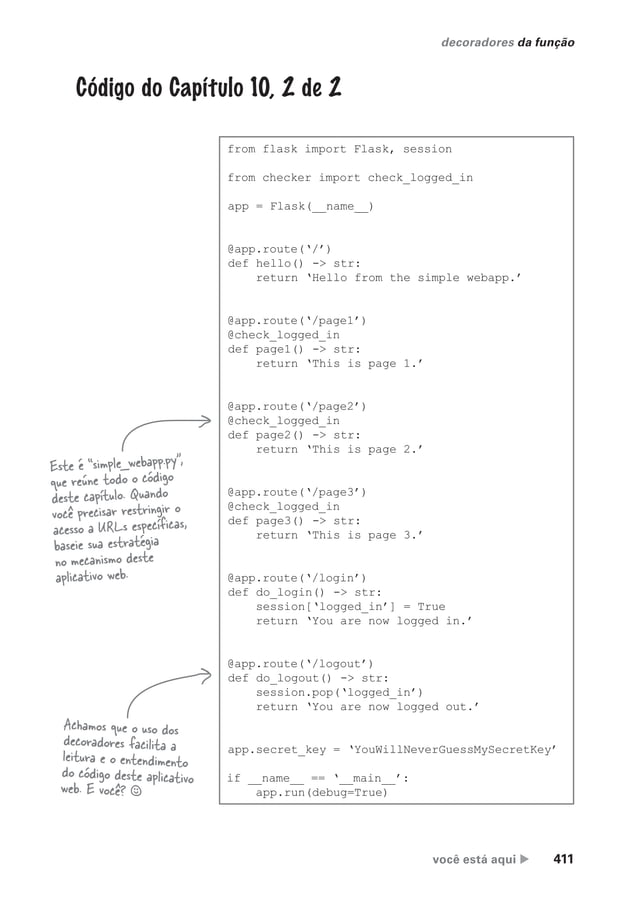 decoradores da função
Código do Capítulo 10, 2 de 2
from flask import Flask, session
from checker import check_logged_in
app = Flask(__name__)
@app.route(‘/’)
def hello() -> str:
    return ‘Hello from the simple webapp.’
@app.route(‘/page1’)
@check_logged_in
def page1() -> str:
    return ‘This is page 1.’
@app.route(‘/page2’)
@check_logged_in
def page2() -> str:
    return ‘This is page 2.’
@app.route(‘/page3’)
@check_logged_in
def page3() -> str:
    return ‘This is page 3.’
@app.route(‘/login’)
def do_login() -> str:
    session[‘logged_in’] = True
    return ‘You are now logged in.’
@app.route(‘/logout’)
def do_logout() -> str:
    session.pop(‘logged_in’)
    return ‘You are now logged out.’
app.secret_key = ‘YouWillNeverGuessMySecretKey’
if __name__ == ‘__main__’:
    app.run(debug=True)
Este é “simple_webapp.py”,
que reúne todo o código
deste capítulo. Quando
você precisar restringir o
acesso a URLs específicas,
baseie sua estratégia
no mecanismo deste
aplicativo web.
Achamos que o uso dos
decoradores facilita a
leitura e o entendimento
do código deste aplicativo
web. E você? ☺
você está aqui ▶ 411